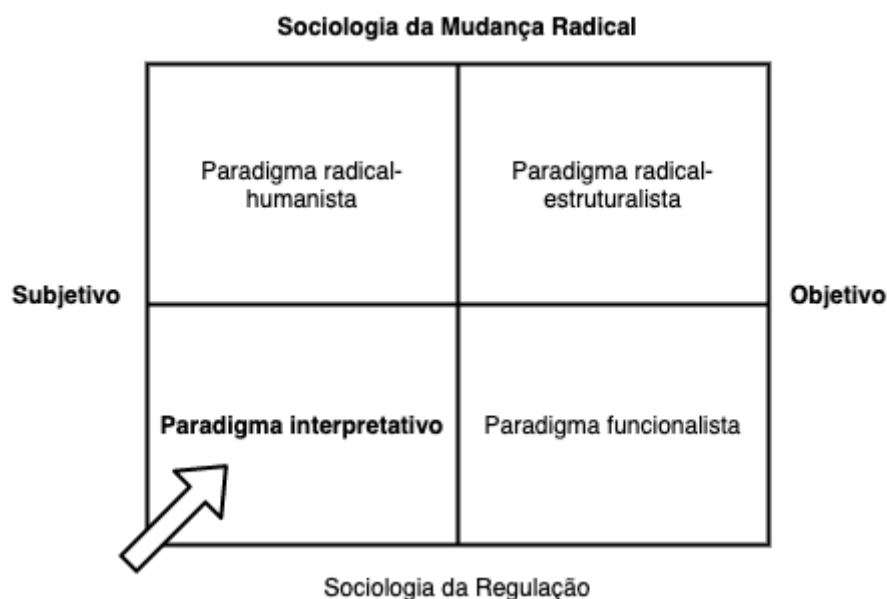 Sociologia da Mudança Radical
Paradigma radical-
humanista
Paradigma radical-
estruturalista
Subjetivo
Objetivo
Paradigma interpretativo
Paradigma funcionalista
Sociologia da Regulação